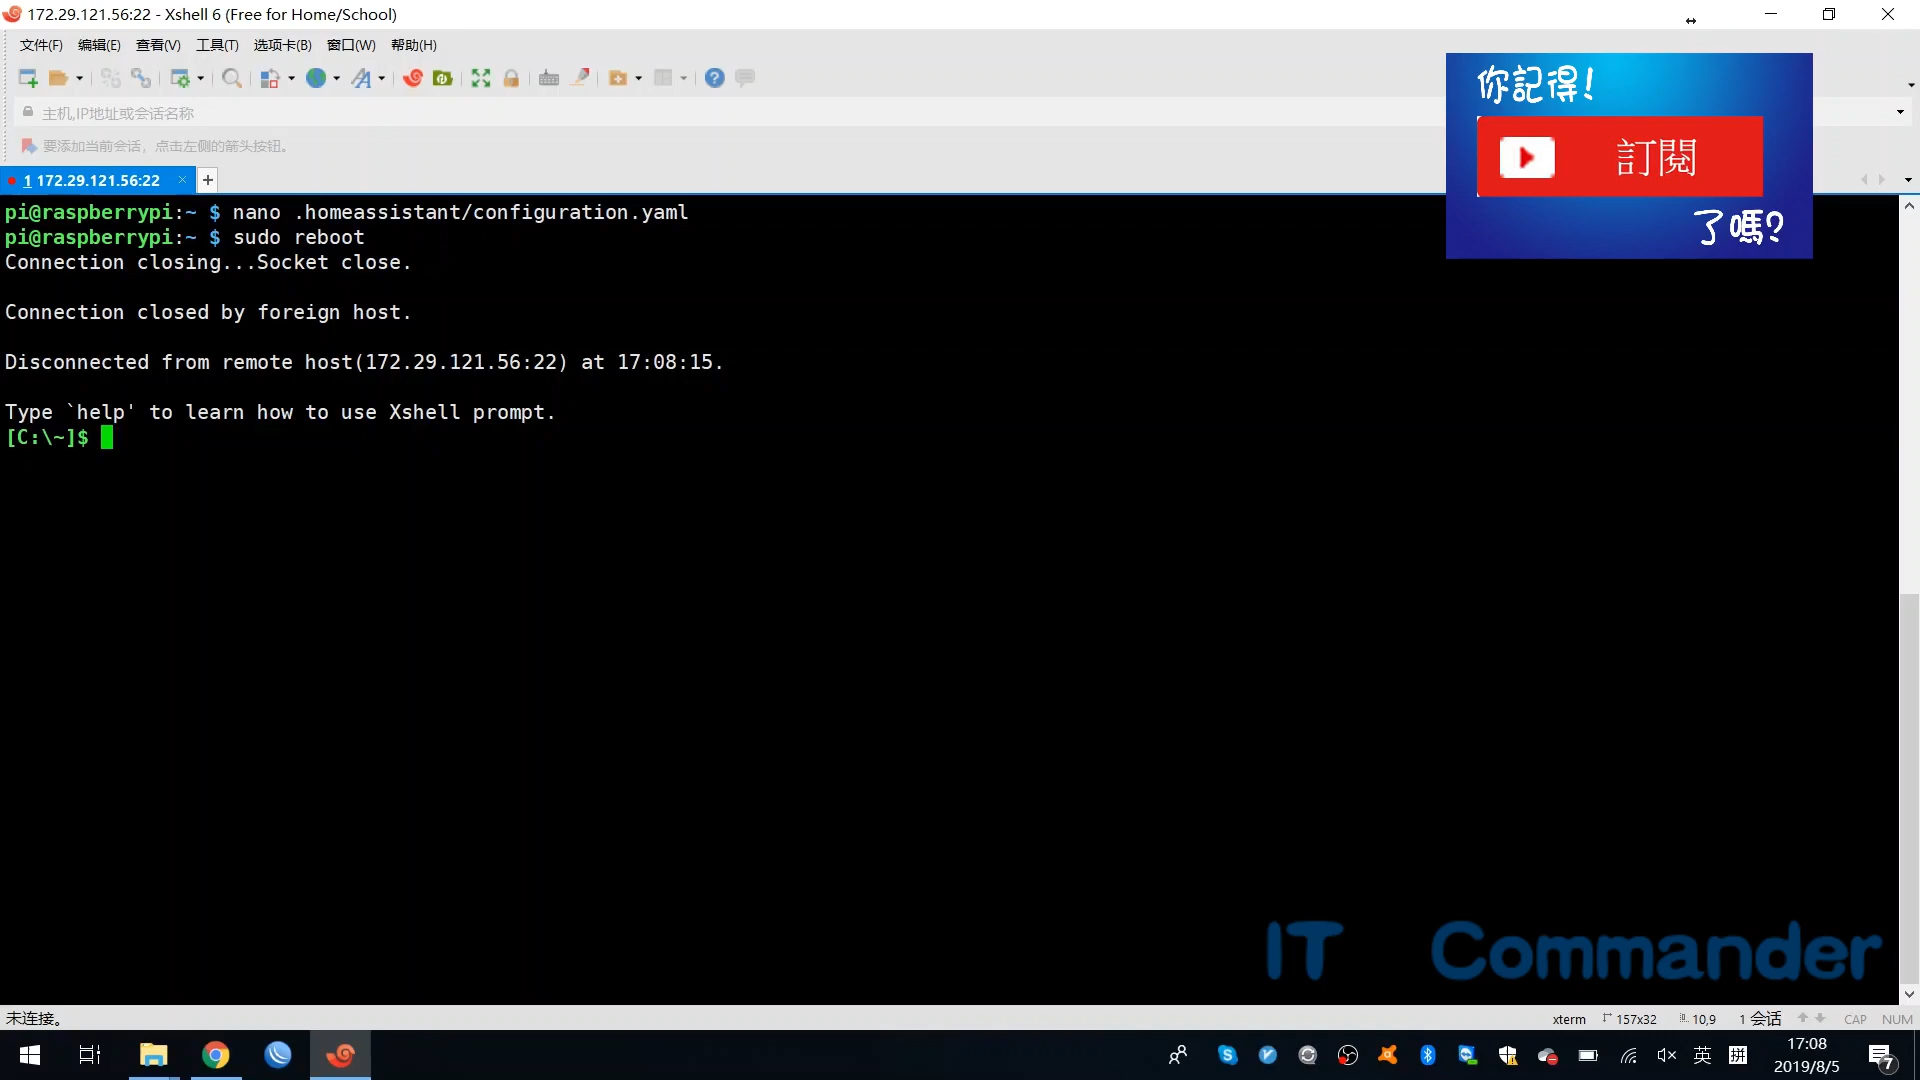 172.29.121.56:22 - Xshell 6 (Free for Home/School)
文件(F) 编辑(E) 查看(V) 工具(T) 选项卡(B) 窗口(W) 帮助(H)
主机,IP地址或会话名称
要添加当前会话，点击左侧的箭头按钮。
1 172.29.121.56:22
你記得!
訂閱
了嗎?
pi@raspberrypi:~ $ nano .homeassistant/configuration.yaml
pi@raspberrypi:~ $ sudo reboot
Connection closing...Socket close.
Connection closed by foreign host.
Disconnected from remote host(172.29.121.56:22) at 17:08:15.
Type `help' to learn how to use Xshell prompt.
[C:\~]$
IT Commander
未连接。
xterm 157x32 10,9 1 会话 CAP NUM
英 拼 17:08
2019/8/5
7